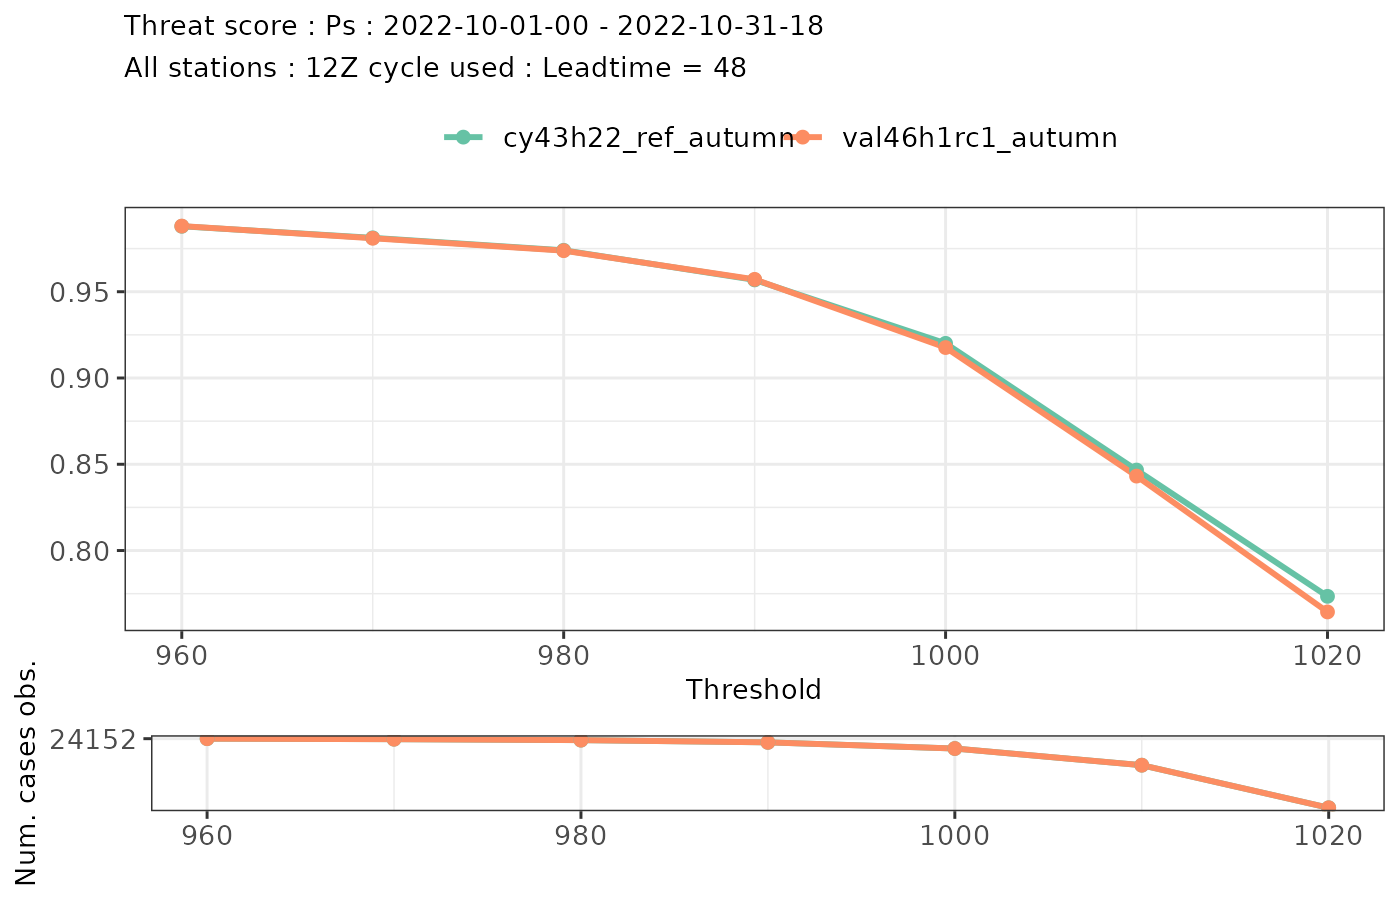 Threat score : Ps : 2022-10-01-00 - 2022-10-31-18
All stations : 12Z cycle used : Leadtime = 48
cy43h22_ref_autumn val46h1rc1_autumn
0.95
0.90
0.85
0.80
960 980 1000 1020
Threshold
Num. cases obs.
24152
960 980 1000 1020